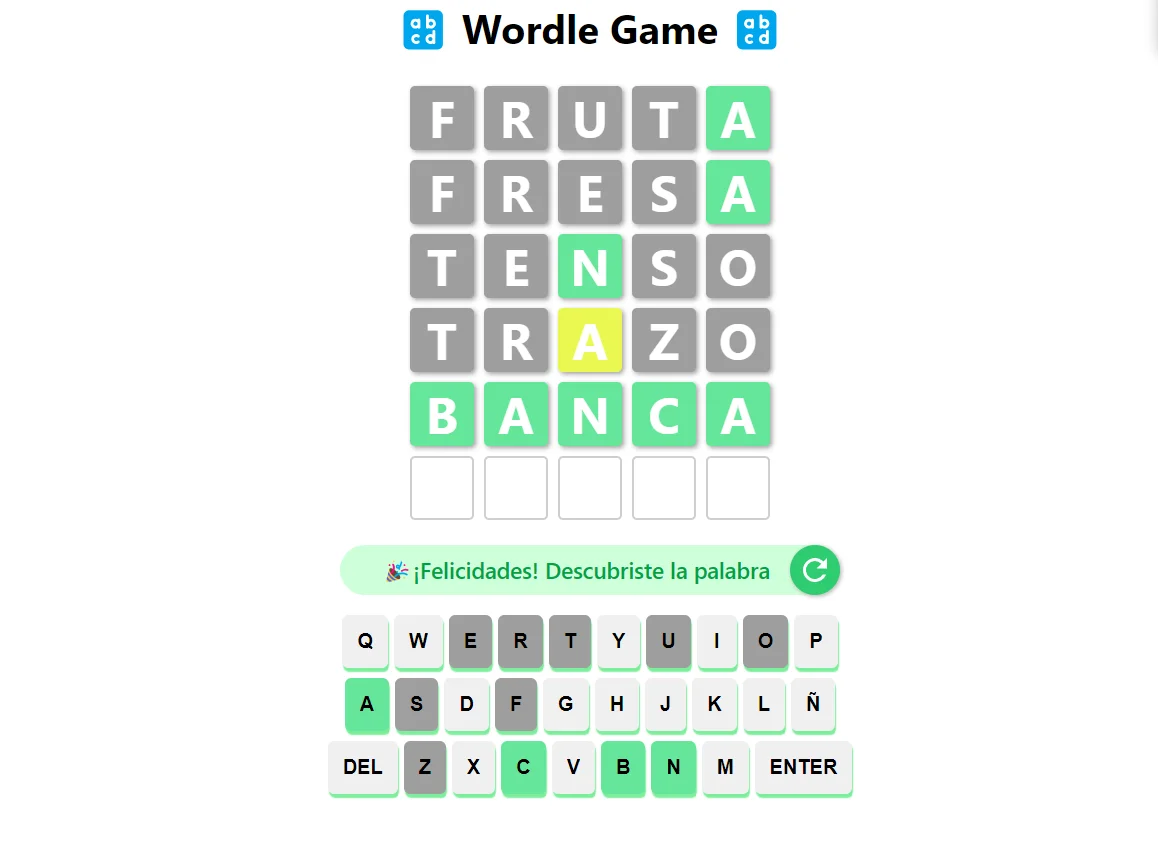 abcd Wordle Game abcd
F R U T A
F R E S A
T E N S O
T R A Z O
B A N C A
¡Felicidades! Descubriste la palabra
Q W E R T Y U I O P
A S D F G H J K L Ñ
DEL Z X C V B N M ENTER